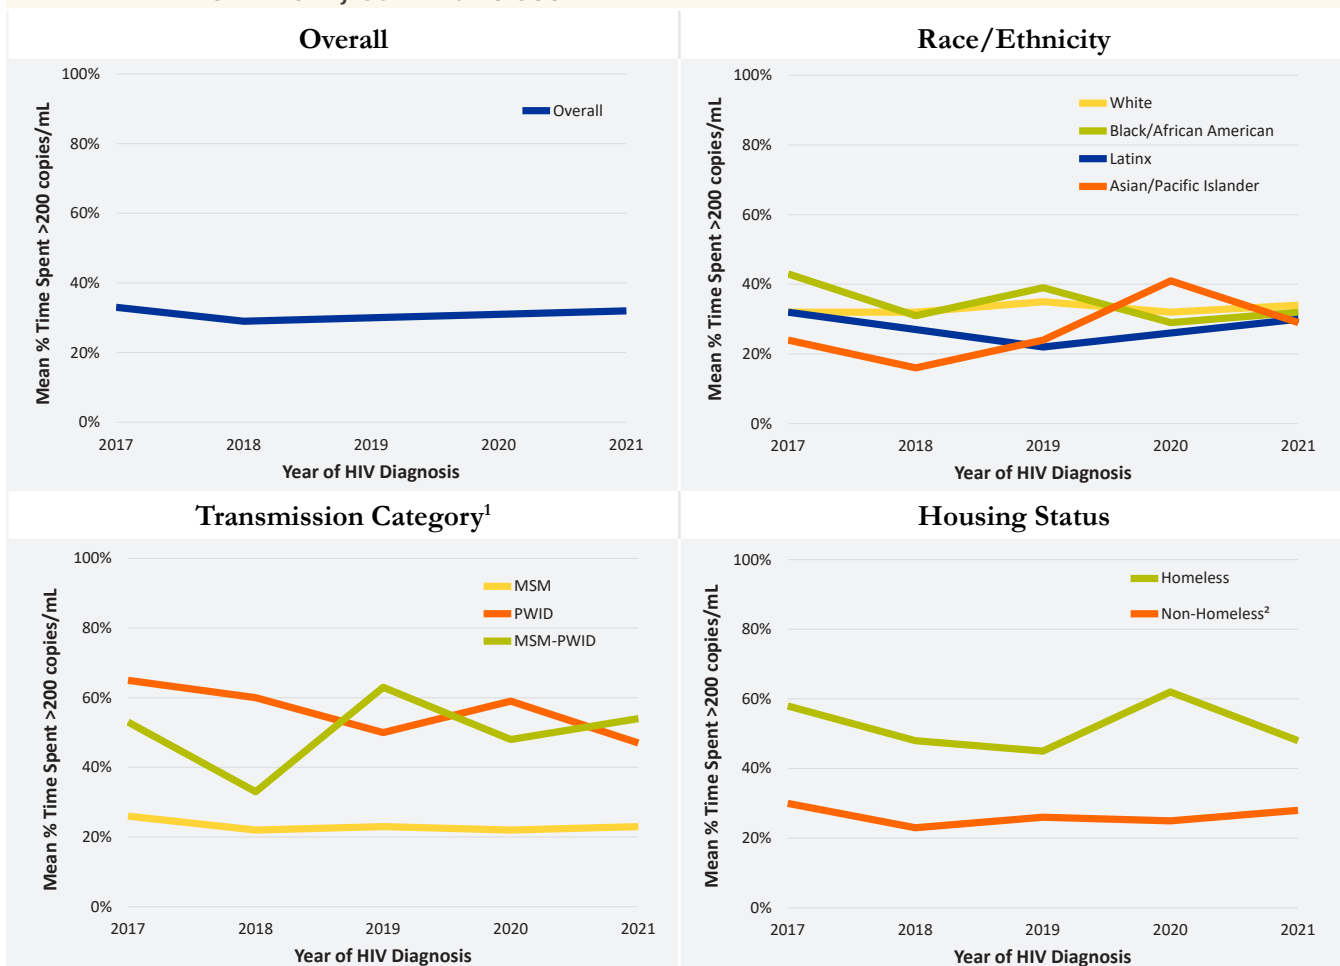 Overall
Mean % Time Spent >200 copies/mL
100%
80%
60%
40%
20%
0%
Overall
2017 2018 2019 2020 2021
Year of HIV Diagnosis
Race/Ethnicity
Mean % Time Spent >200 copies/mL
100%
80%
60%
40%
20%
0%
White
Black/African American
Latinx
Asian/Pacific Islander
2017 2018 2019 2020 2021
Year of HIV Diagnosis
Transmission Category¹
Mean % Time Spent >200 copies/mL
100%
80%
60%
40%
20%
0%
MSM
PWID
MSM-PWID
2017 2018 2019 2020 2021
Year of HIV Diagnosis
Housing Status
Mean % Time Spent >200 copies/mL
100%
80%
60%
40%
20%
0%
Homeless
Non-Homeless²
2017 2018 2019 2020 2021
Year of HIV Diagnosis